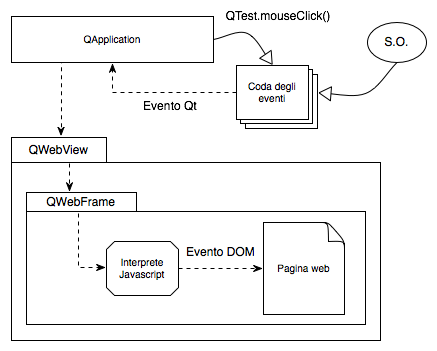 QTest.mouseClick()
QApplication
S.O.
Coda degli
eventi
Evento Qt
QWebView
QWebFrame
Evento DOM
Interprete
Javascript
Pagina web